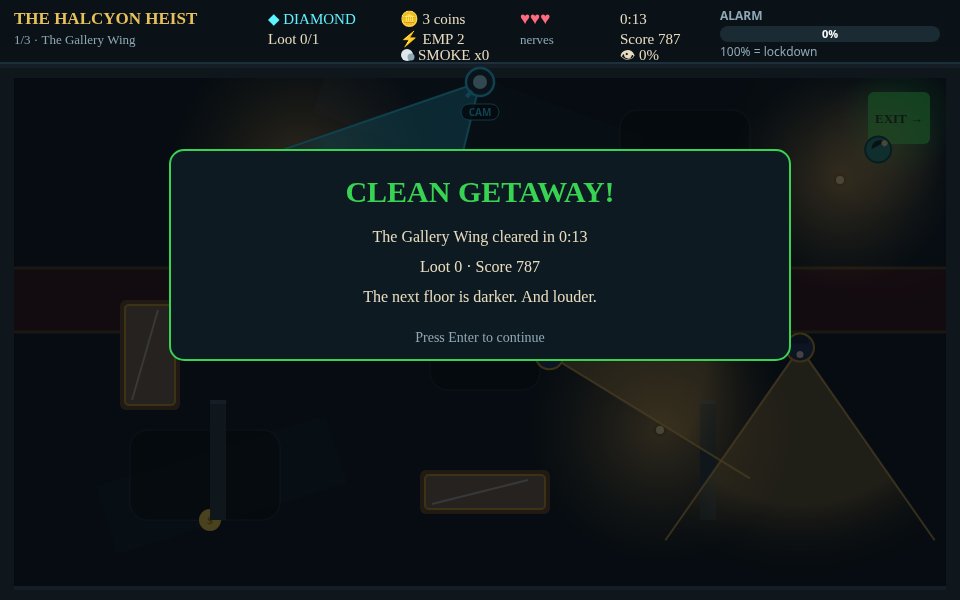 THE HALCYON HEIST
1/3 · The Gallery Wing
◆ DIAMOND
Loot 0/1
3 coins
EMP 2
SMOKE x0
♥♥♥
nerves
0:13
Score 787
0%
ALARM
0%
100% = lockdown
CAM
EXIT →
CLEAN GETAWAY!
The Gallery Wing cleared in 0:13
Loot 0 · Score 787
The next floor is darker. And louder.
Press Enter to continue